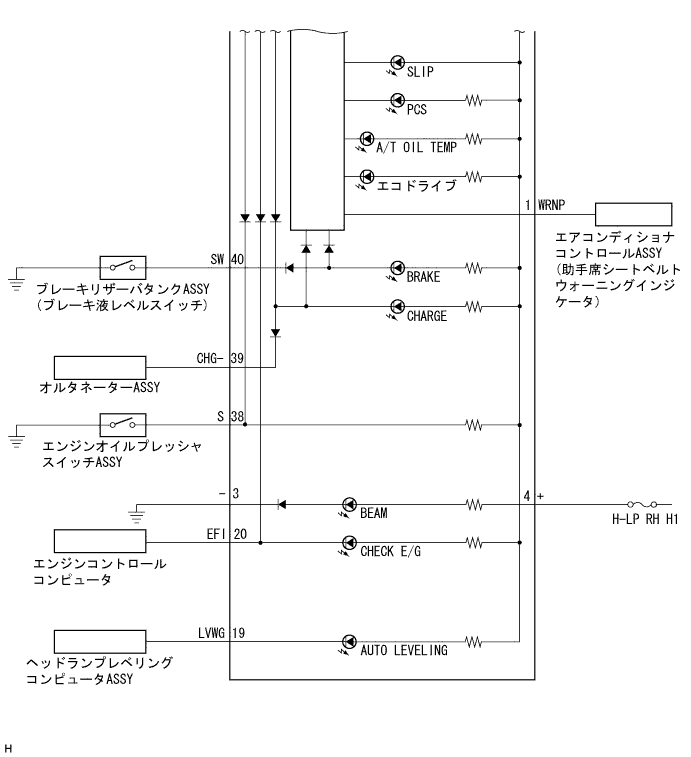 SLIP
PCS
A/T OIL TEMP
エコドライブ
1 WRNP
エアコンディショナ
コントロールASSY
(助手席シートベルト
ウォーニングインジ
ケータ)
SW 40
BRAKE
ブレーキリザーバタンクASSY
(ブレーキ液レベルスイッチ)
CHARGE
CHG- 39
オルタネーターASSY
S 38
エンジンオイルプレッシャ
スイッチASSY
- 3
4 +
BEAM
H-LP RH H1
EFI 20
CHECK E/G
エンジンコントロール
コンピュータ
LVWG 19
AUTO LEVELING
ヘッドランプレベリング
コンピュータASSY
H